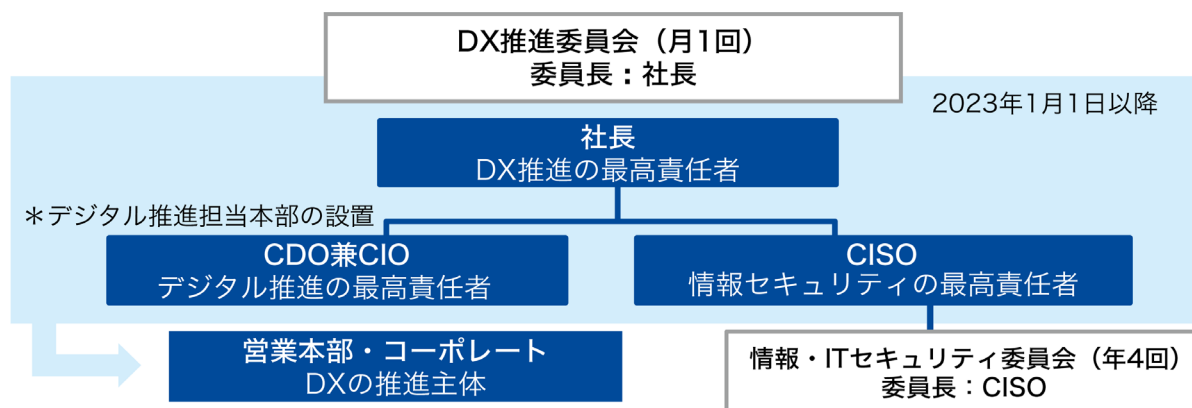 DX推進委員会（月1回）
委員長：社長
2023年1月1日以降
社長
DX推進の最高責任者
＊デジタル推進担当本部の設置
CDO兼CIO
デジタル推進の最高責任者
CISO
情報セキュリティの最高責任者
営業本部・コーポレート
DXの推進主体
情報・ITセキュリティ委員会（年4回）
委員長：CISO